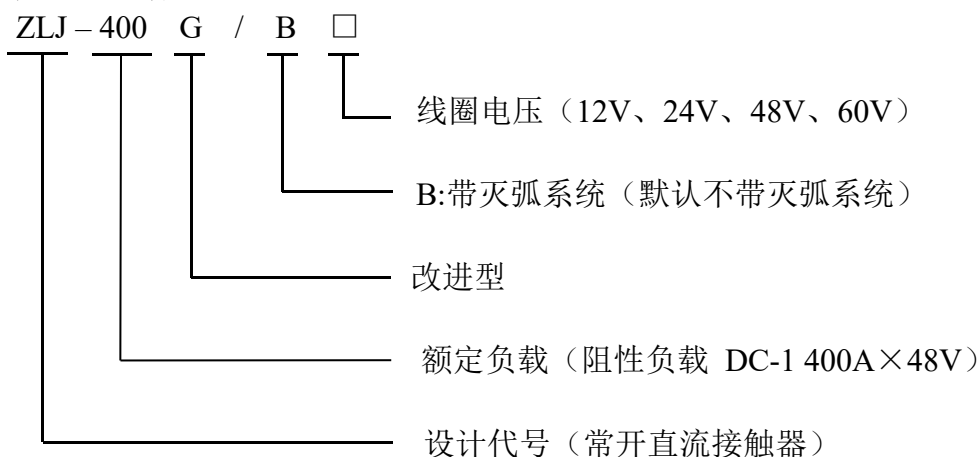 ZLJ – 400 G / B □
线圈电压（12V、24V、48V、60V）
B:带灭弧系统（默认不带灭弧系统）
改进型
额定负载（阻性负载 DC-1 400A×48V）
设计代号（常开直流接触器）